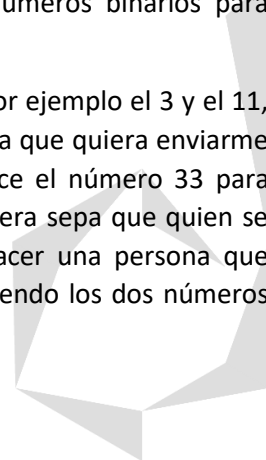 números binarios para
or ejemplo el 3 y el 11,
a que quiera enviarme
ce el número 33 para
era sepa que quien se
acer una persona que
endo los dos números